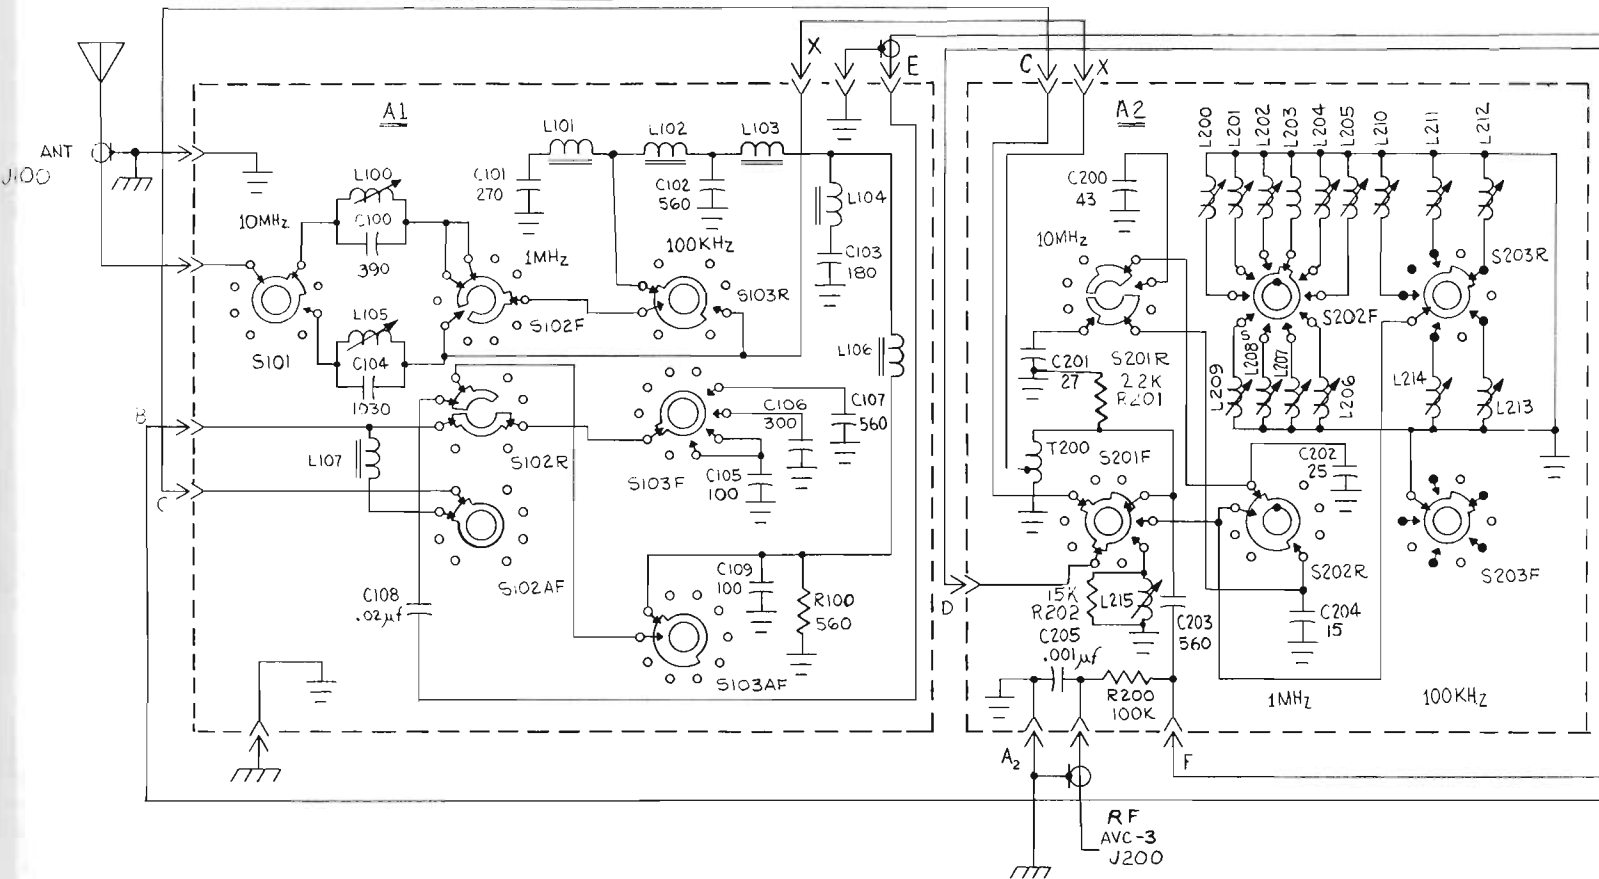 X
E
C
X
A1
A2
ANT
J100
L101
L102
L103
L100
C100
390
10MHz
C101
270
C102
560
L104
C103
180
1MHz
100KHz
S103R
S102F
S101
L105
C104
1030
L106
B
L107
S102R
S103F
C106
300
C107
560
C105
100
C
S102AF
C108
.02µf
C109
100
R100
560
S103AF
L200
L201
L202
L203
L204
L205
L210
L211
L212
C200
43
10MHz
S203R
S202F
S
C201
27
S201R
2.2K
R201
L209
L208
L207
L206
L214
L213
T200
S201F
C202
25
S202R
S203F
D
15K
R202
L215
C203
560
C204
15
C205
.001µf
R200
100K
1MHz
100KHz
A2
F
RF
AVC-3
J200